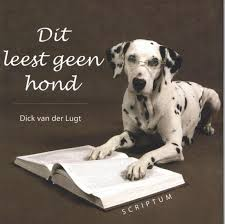 Dit
leest geen
hond
Dick van der Lugt
SCRIPTUM